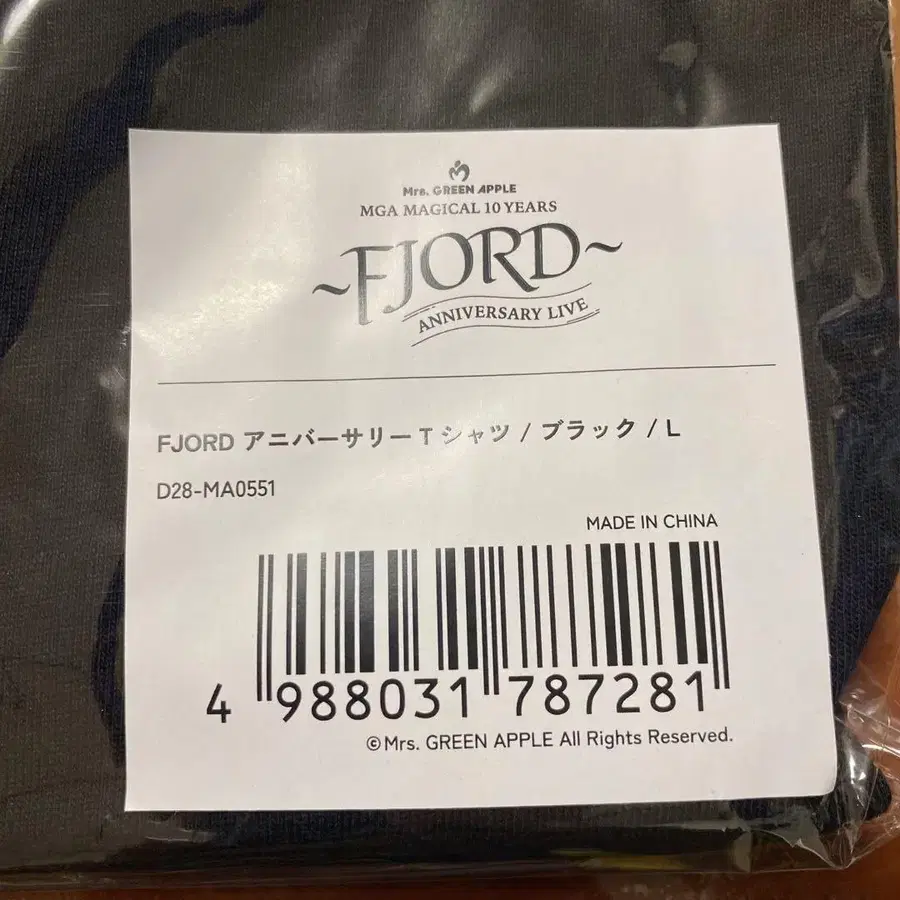 Mrs. GREEN APPLE
MGA MAGICAL 10 YEARS
~FJORD~
ANNIVERSARY LIVE
FJORD アニバーサリーTシャツ / ブラック / L
D28-MA0551
MADE IN CHINA
4 988031 787281
©Mrs. GREEN APPLE All Rights Reserved.